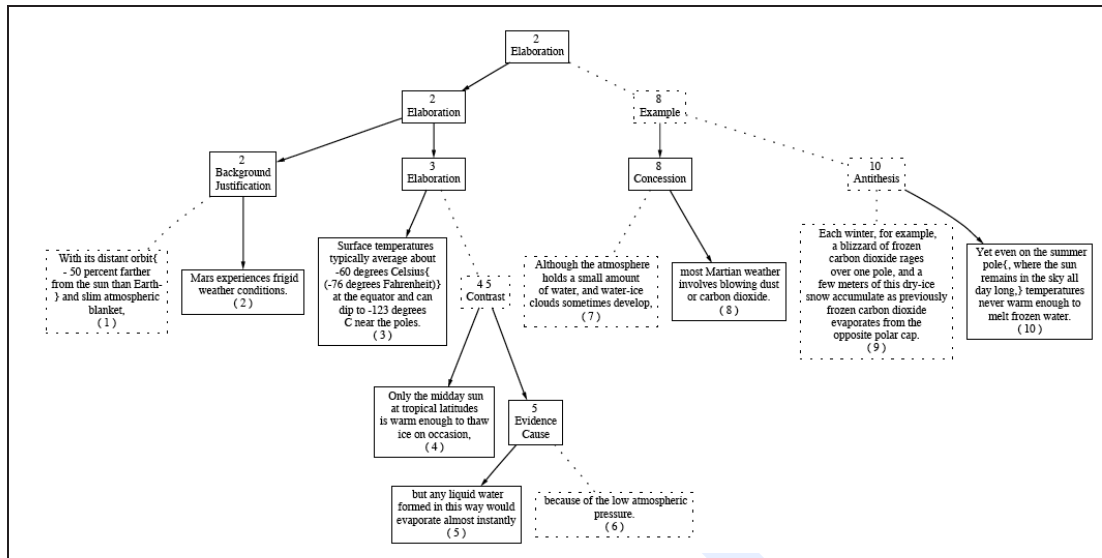 2
Elaboration
2
Elaboration
8
Example
2
Background
Justification
3
Elaboration
8
Concession
10
Antithesis
With its distant orbit{
- 50 percent farther
from the sun than Earth-
} and slim atmospheric
blanket,
( 1 )
Mars experiences frigid
weather conditions.
( 2 )
Surface temperatures
typically average about
-60 degrees Celsius{
(-76 degrees Fahrenheit)}
at the equator and can
dip to -123 degrees
C near the poles.
( 3 )
4 5
Contrast
Although the atmosphere
holds a small amount
of water, and water-ice
clouds sometimes develop,
( 7 )
most Martian weather
involves blowing dust
or carbon dioxide.
( 8 )
Each winter, for example,
a blizzard of frozen
carbon dioxide rages
over one pole, and a
few meters of this dry-ice
snow accumulate as previously
frozen carbon dioxide
evaporates from the
opposite polar cap.
( 9 )
Yet even on the summer
pole{, where the sun
remains in the sky all
day long,} temperatures
never warm enough to
melt frozen water.
( 10 )
Only the midday sun
at tropical latitudes
is warm enough to thaw
ice on occasion,
( 4 )
5
Evidence
Cause
but any liquid water
formed in this way would
evaporate almost instantly
( 5 )
because of the low atmospheric
pressure.
( 6 )